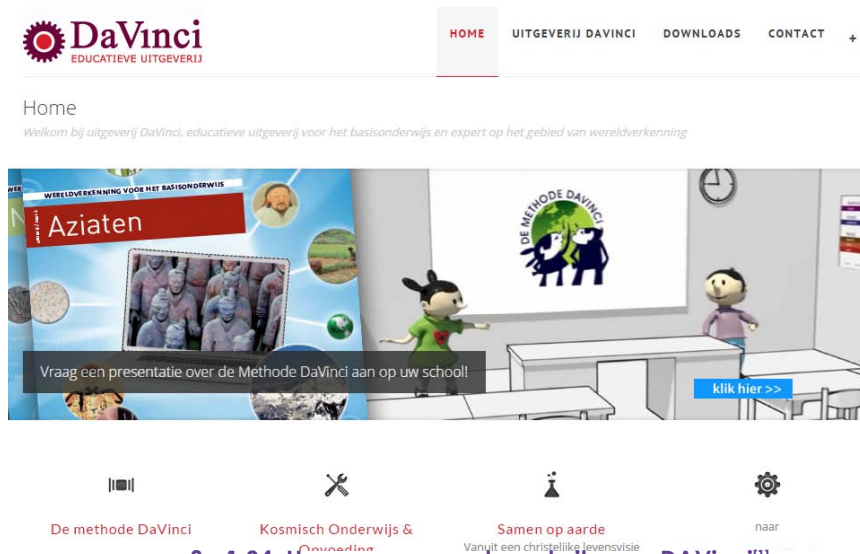 DaVinci
EDUCATIEVE UITGEVERIJ
HOME UITGEVERIJ DAVINCI DOWNLOADS CONTACT +
Home
Welkom bij uitgeverij DaVinci, educatieve uitgeverij voor het basisonderwijs en expert op het gebied van wereldverkenning
WERELDVERKENNING VOOR HET BASISONDERWIJS
Aziaten
DE METHODE DAVINCI
Vraag een presentatie over de Methode DaVinci aan op uw school!
klik hier >>
De methode DaVinci
Kosmisch Onderwijs &
Opvoeding
Samen op aarde
Vanuit een christelijke levensvisie
naar
DAVinci[1]